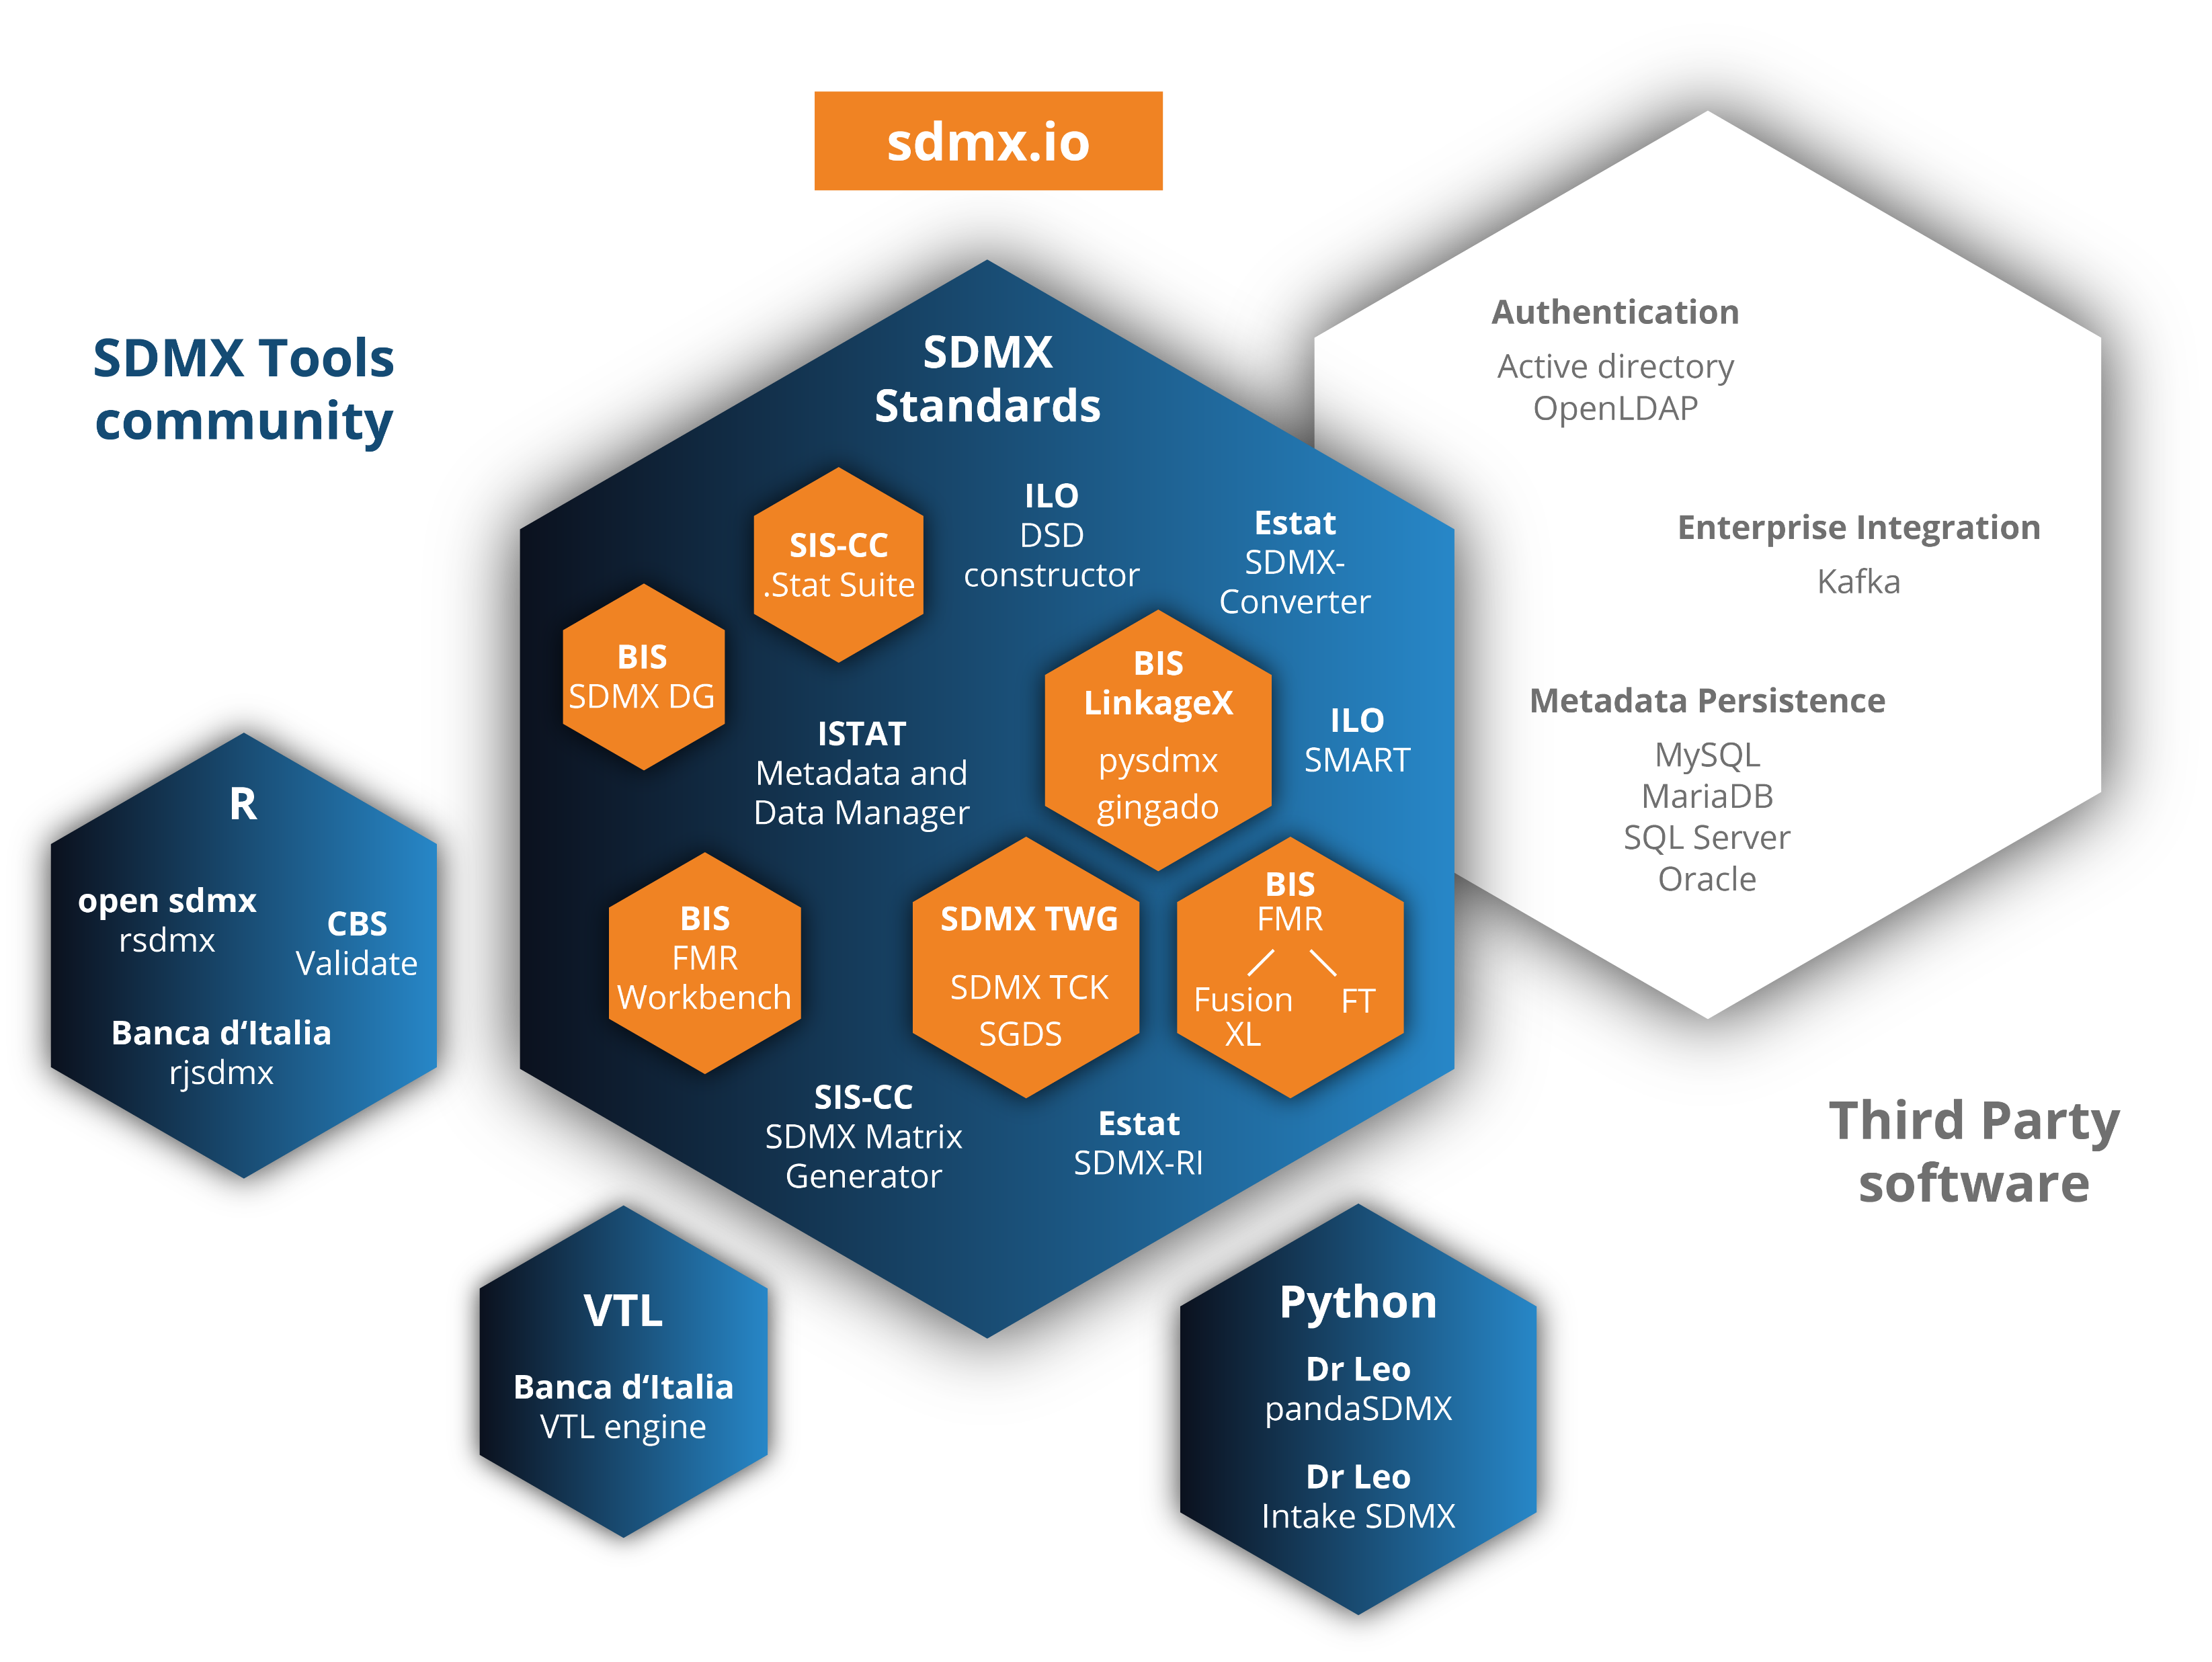 sdmx.io
SDMX Tools
community
SDMX
Standards
SIS-CC
.Stat Suite
ILO
DSD
constructor
Estat
SDMX-
Converter
BIS
SDMX DG
ISTAT
Metadata and
Data Manager
BIS
LinkageX
pysdmx
gingado
ILO
SMART
BIS
FMR
Workbench
SDMX TWG
SDMX TCK
SGDS
BIS
FMR
Fusion
XL
FT
SIS-CC
SDMX Matrix
Generator
Estat
SDMX-RI
Authentication
Active directory
OpenLDAP
Enterprise Integration
Kafka
Metadata Persistence
MySQL
MariaDB
SQL Server
Oracle
Third Party
software
R
open sdmx
rsdmx
CBS
Validate
Banca d‘Italia
rjsdmx
VTL
Banca d‘Italia
VTL engine
Python
Dr Leo
pandaSDMX
Dr Leo
Intake SDMX